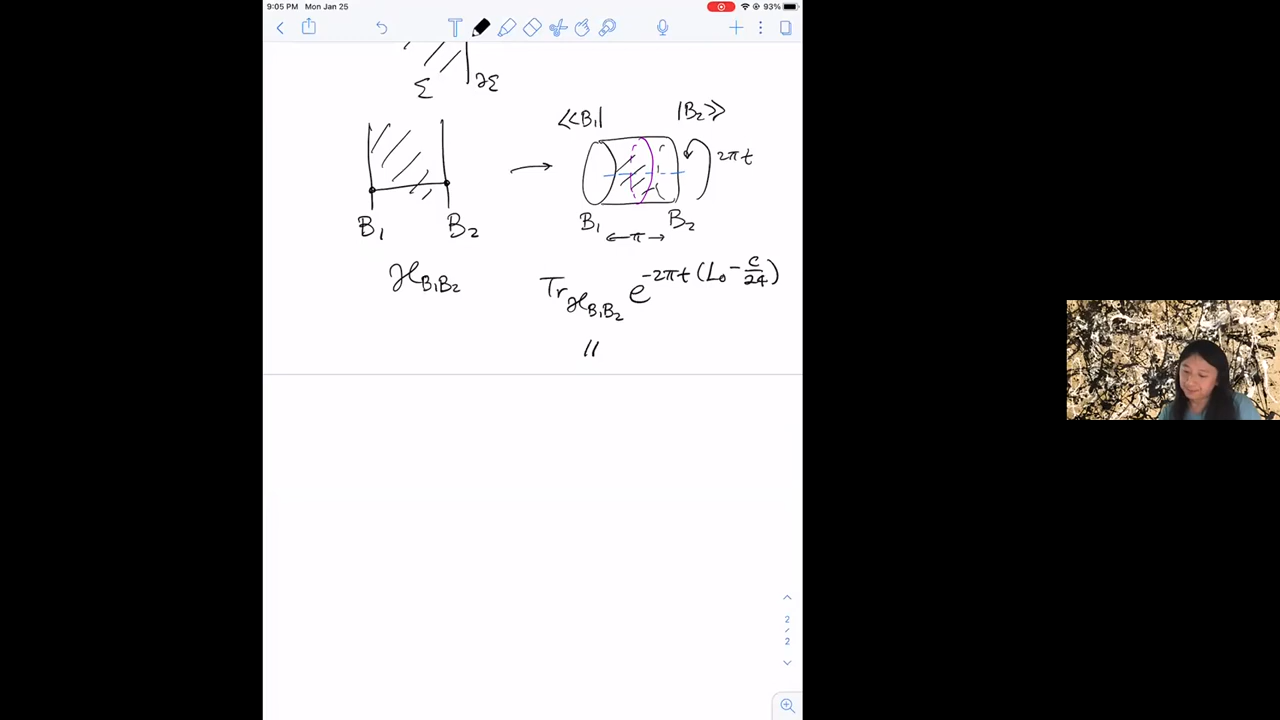 9:05 PM Mon Jan 25
93%
T
Σ ∂Σ
⟨⟨B₁| |B₂⟩⟩
2πt
B₁ B₂
B₁ B₂
π
ℋ_{B₁B₂}
Tr_{ℋ_{B₁B₂}} e^{-2πt(L₀ - c/24)}
||
2
/
2